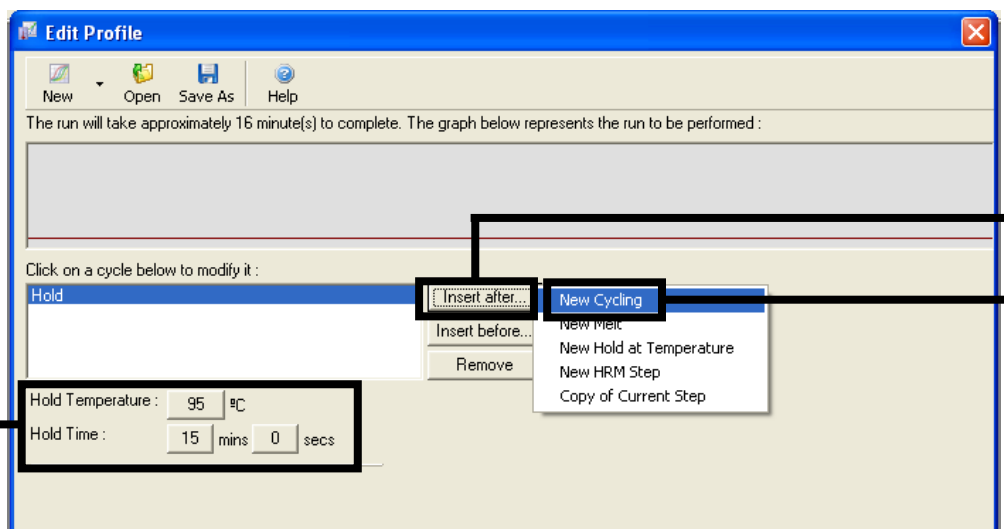 Edit Profile
New Open Save As Help
The run will take approximately 16 minute(s) to complete. The graph below represents the run to be performed :
Click on a cycle below to modify it :
Hold
Insert after...
New Cycling
Insert before...
New Melt
New Hold at Temperature
Remove
New HRM Step
Copy of Current Step
Hold Temperature : 95 ºC
Hold Time : 15 mins 0 secs